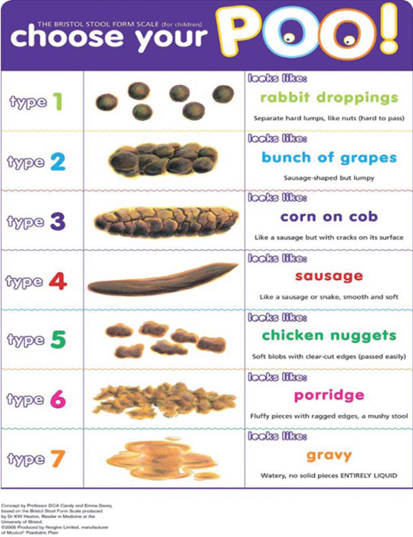 THE BRISTOL STOOL FORM SCALE (for children)
choose your POO!
type 1
looks like:
rabbit droppings
Separate hard lumps, like nuts (hard to pass)
type 2
looks like:
bunch of grapes
Sausage-shaped but lumpy
type 3
looks like:
corn on cob
Like a sausage but with cracks on its surface
type 4
looks like:
sausage
Like a sausage or snake, smooth and soft
type 5
looks like:
chicken nuggets
Soft blobs with clear-cut edges (passed easily)
type 6
looks like:
porridge
Fluffy pieces with ragged edges, a mushy stool
type 7
looks like:
gravy
Watery, no solid pieces ENTIRELY LIQUID
Concept by Professor DCA Candy and Emma Davey,
based on the Bristol Stool Form Scale produced
by Dr KW Heaton, Reader in Medicine at the
University of Bristol.
©2005 Produced by Norgine Limited, manufacturer
of Movicol® Paediatric Plain